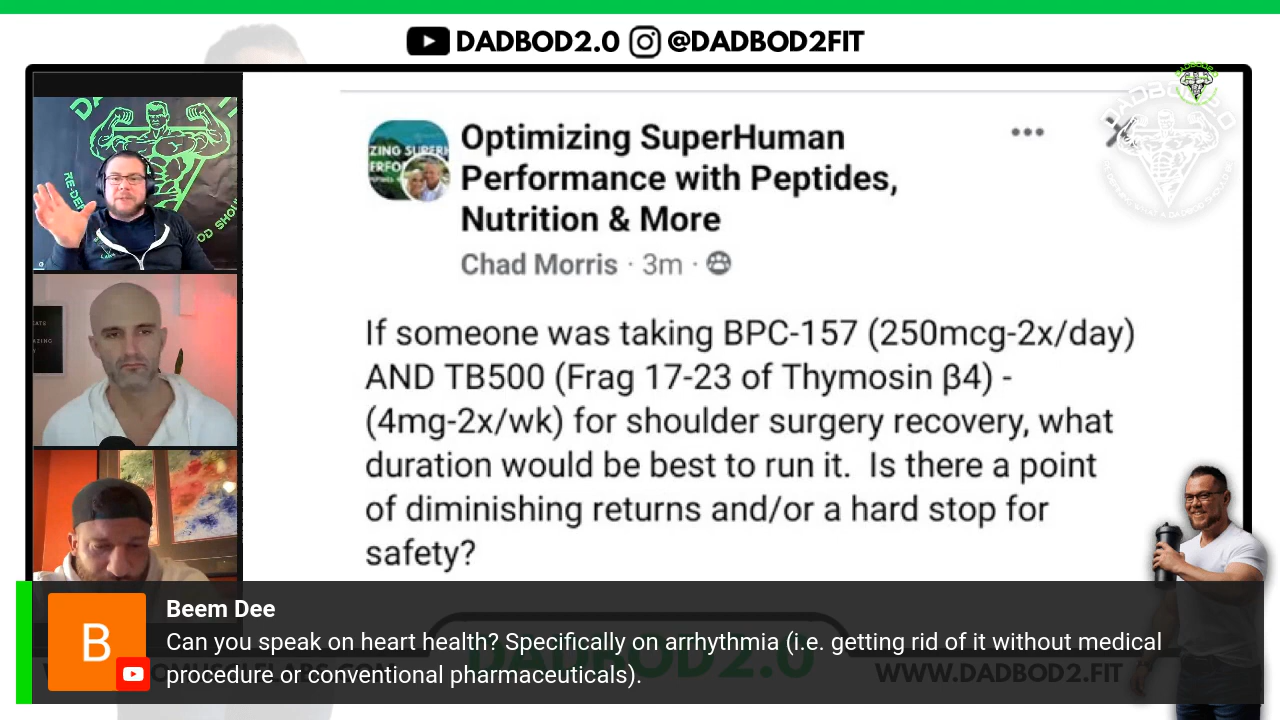 DADBOD2.0 @DADBOD2FIT
Optimizing SuperHuman
Performance with Peptides,
Nutrition & More
Chad Morris · 3m ·
If someone was taking BPC-157 (250mcg-2x/day)
AND TB500 (Frag 17-23 of Thymosin β4) -
(4mg-2x/wk) for shoulder surgery recovery, what
duration would be best to run it. Is there a point
of diminishing returns and/or a hard stop for
safety?
B
Beem Dee
Can you speak on heart health? Specifically on arrhythmia (i.e. getting rid of it without medical
procedure or conventional pharmaceuticals).
DADBOD2.0
WWW.DADBOD2.FIT